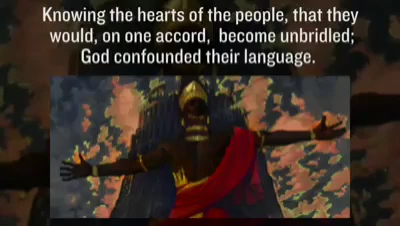 Knowing the hearts of the people, that they
would, on one accord, become unbridled;
God confounded their language.